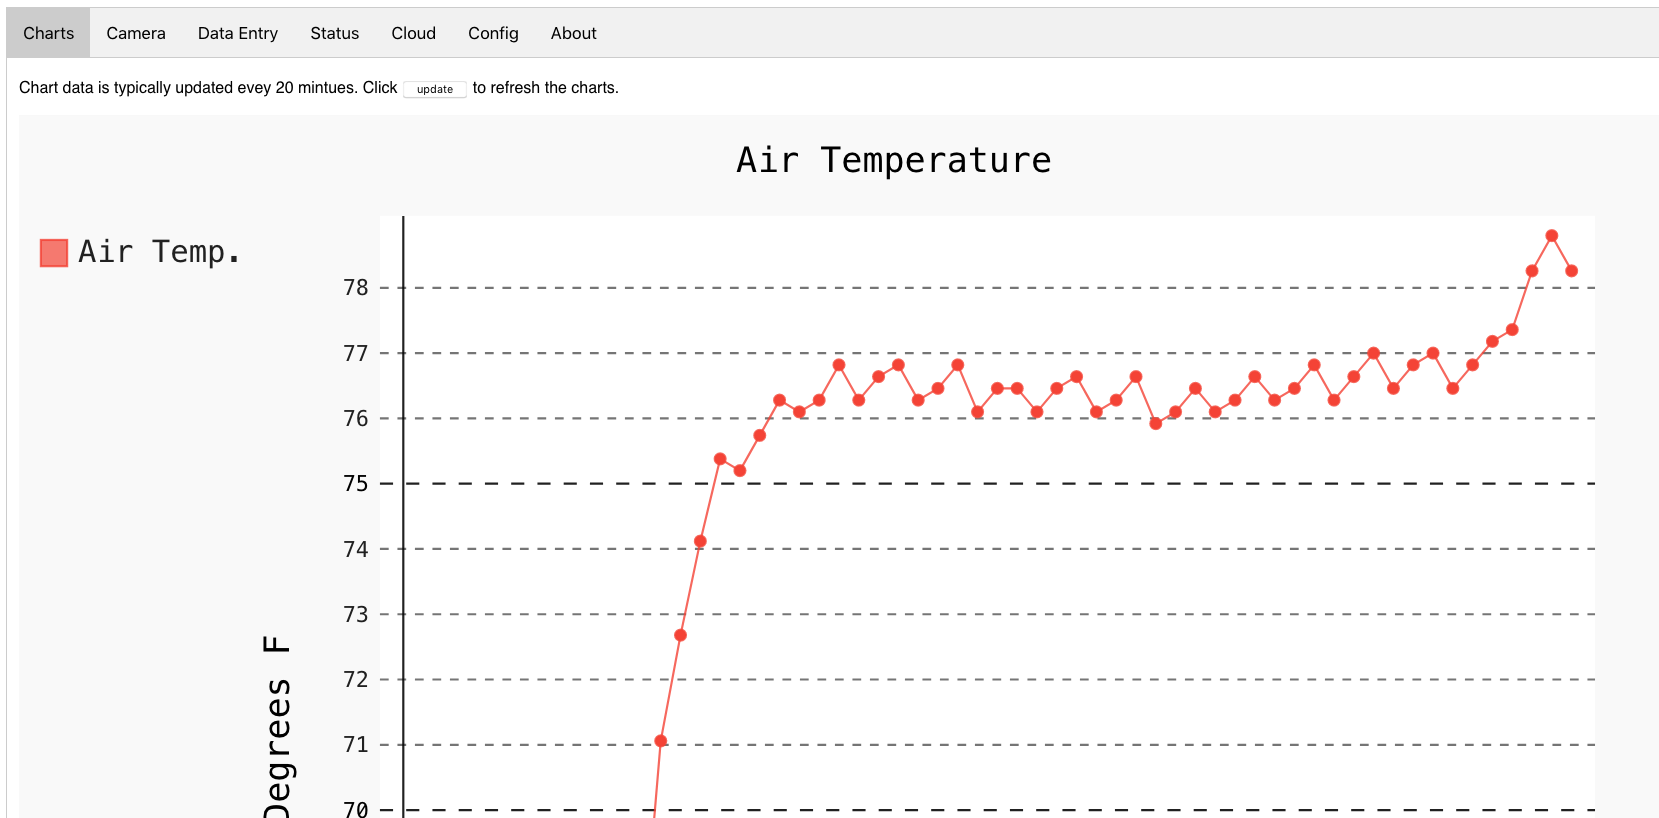 Charts Camera Data Entry Status Cloud Config About
Chart data is typically updated evey 20 mintues. Click update to refresh the charts.
Air Temperature
Air Temp.
78
77
76
75
74
73
72
71
70
Degrees F